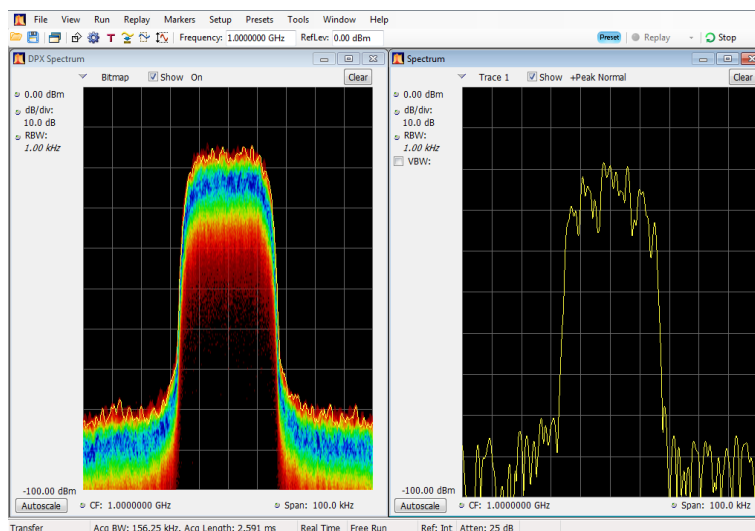 File View Run Replay Markers Setup Presets Tools Window Help
T Frequency: 1.0000000 GHz RefLev: 0.00 dBm Preset Replay Stop
DPX Spectrum
Bitmap Show On Clear
0.00 dBm
dB/div:
10.0 dB
RBW:
1.00 kHz
-100.00 dBm
Autoscale CF: 1.0000000 GHz Span: 100.0 kHz
Spectrum
Trace 1 Show +Peak Normal Clear
0.00 dBm
dB/div:
10.0 dB
RBW:
1.00 kHz
VBW:
-100.00 dBm
Autoscale CF: 1.0000000 GHz Span: 100.0 kHz
Transfer Acq BW: 156.25 kHz, Acq Length: 2.591 ms Real Time Free Run Ref: Int Atten: 25 dB